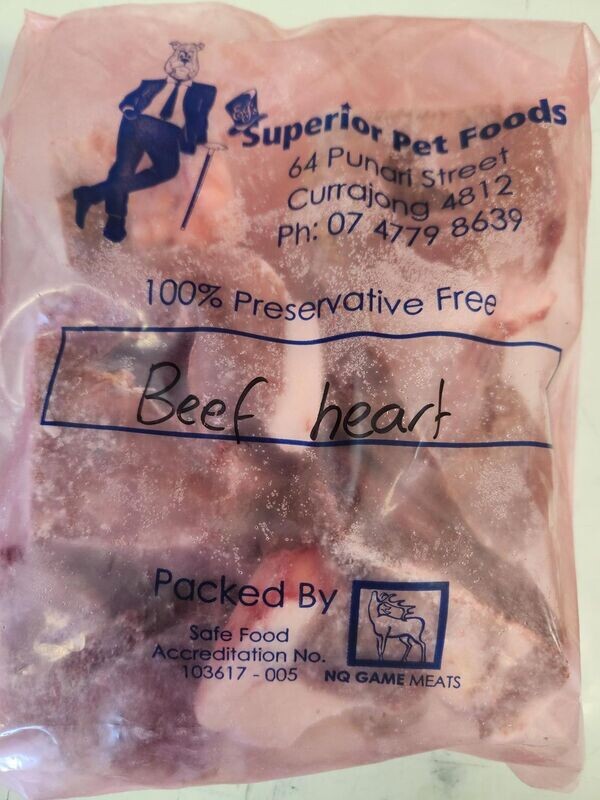 Superior Pet Foods
64 Punari Street
Currajong 4812
Ph: 07 4779 8639
100% Preservative Free
Beef heart
Packed By
Safe Food
Accreditation No.
103617 - 005
NQ GAME MEATS